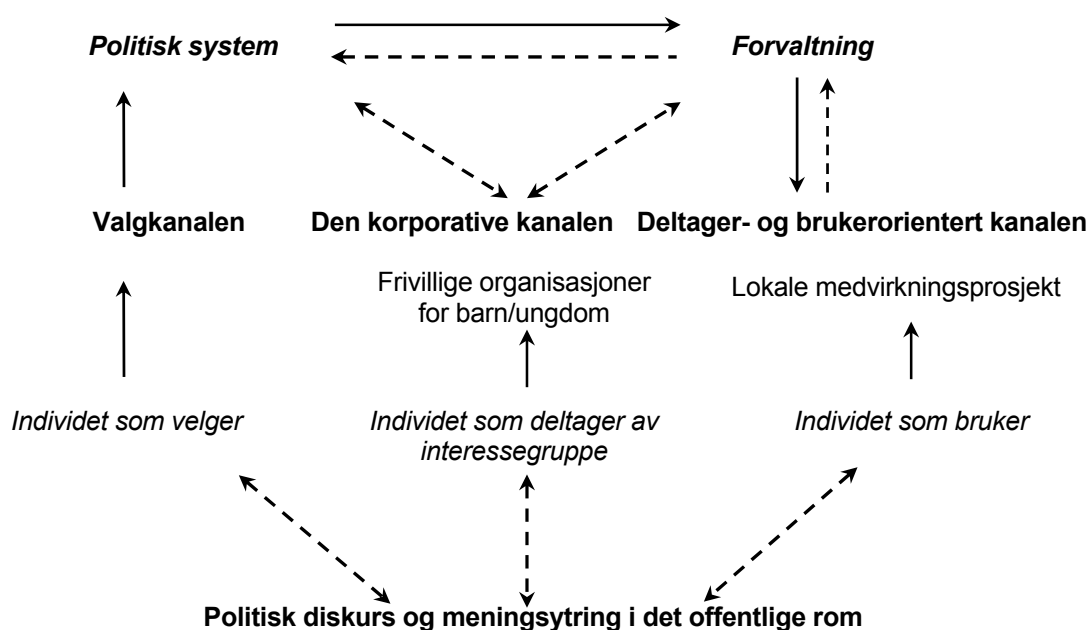 Politisk system
Forvaltning
Valgkanalen
Den korporative kanalen
Deltager- og brukerorientert kanalen
Frivillige organisasjoner
for barn/ungdom
Lokale medvirkningsprosjekt
Individet som velger
Individet som deltager av
interessegruppe
Individet som bruker
Politisk diskurs og meningsytring i det offentlige rom